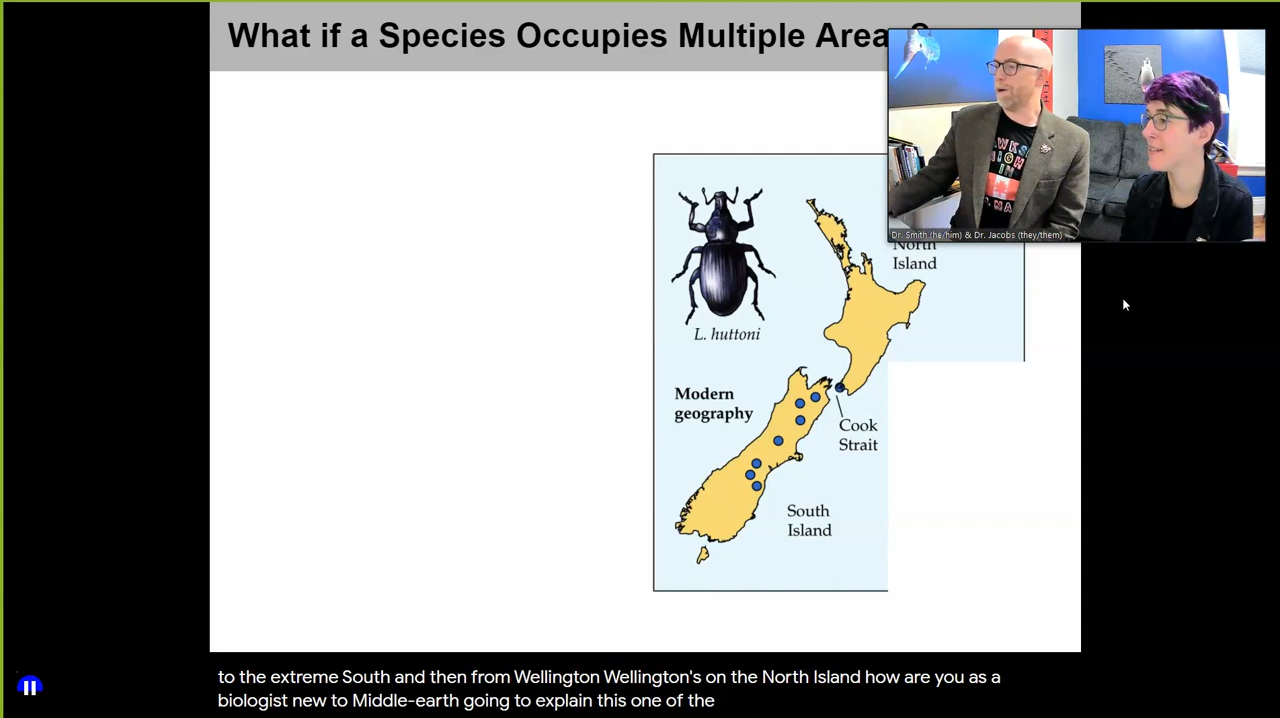 What if a Species Occupies Multiple Area
Dr. Smith (he/him) & Dr. Jacobs (they/them)
North
Island
L. huttoni
Modern
geography
Cook
Strait
South
Island
to the extreme South and then from Wellington Wellington's on the North Island how are you as a
biologist new to Middle-earth going to explain this one of the